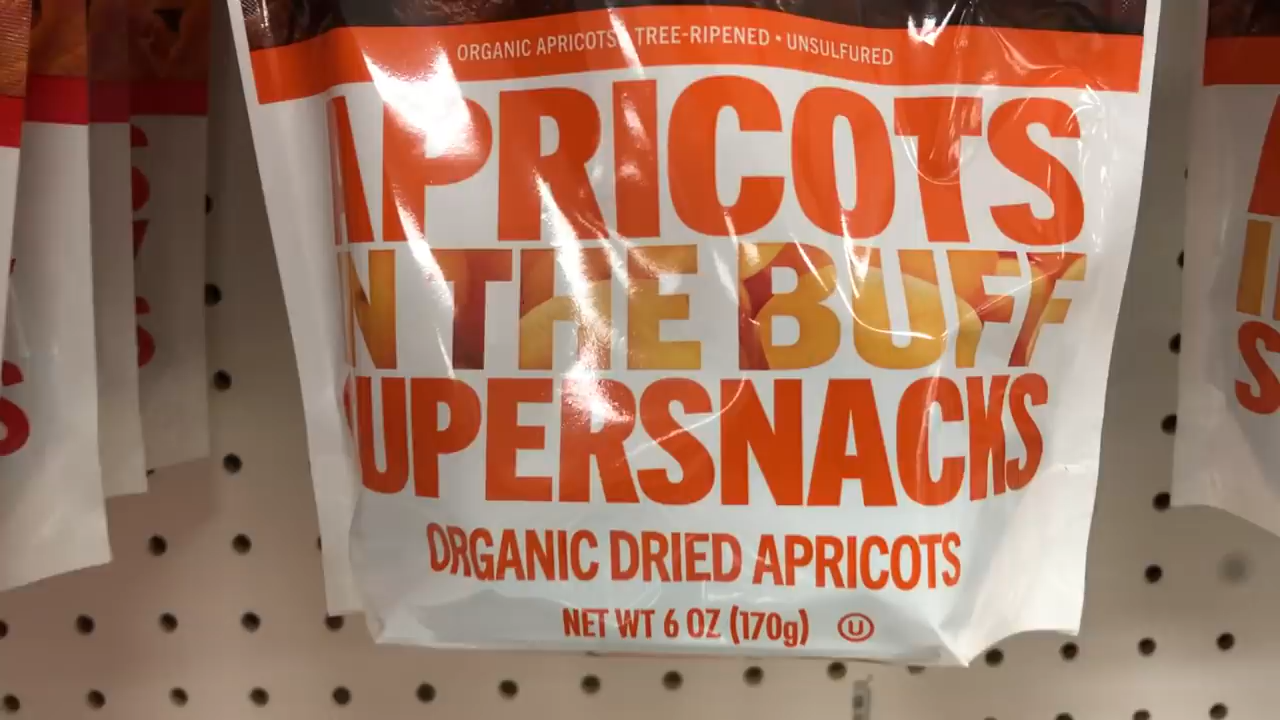 ORGANIC APRICOTS • TREE-RIPENED • UNSULFURED
APRICOTS
IN THE BUFF
SUPERSNACKS
ORGANIC DRIED APRICOTS
NET WT 6 OZ (170g) U